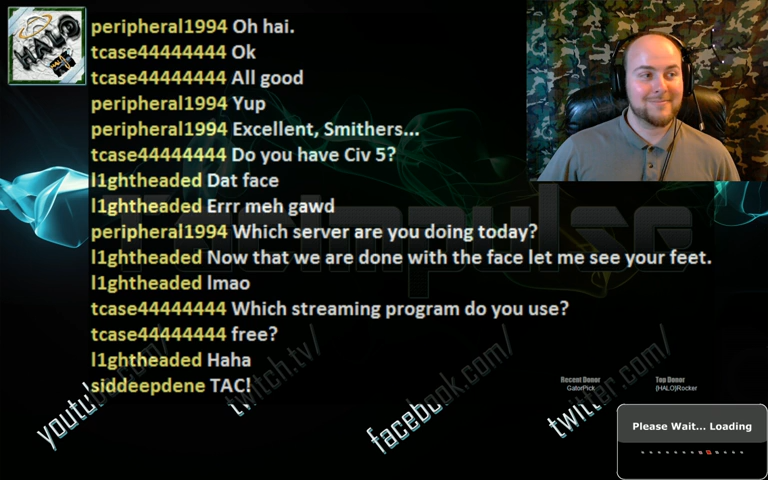 HALO
peripheral1994 Oh hai.
tcase44444444 Ok
tcase44444444 All good
peripheral1994 Yup
peripheral1994 Excellent, Smithers...
tcase44444444 Do you have Civ 5?
l1ghtheaded Dat face
l1ghtheaded Errr meh gawd
peripheral1994 Which server are you doing today?
l1ghtheaded Now that we are done with the face let me see your feet.
l1ghtheaded lmao
tcase44444444 Which streaming program do you use?
tcase44444444 free?
l1ghtheaded Haha
siddeepdene TAC!
TacImpulse
youtube.com/
twitch.tv/
facebook.com/
twitter.com/
Recent Donor
GatorPick
Top Donor
(HALO)Rocker
Please Wait... Loading